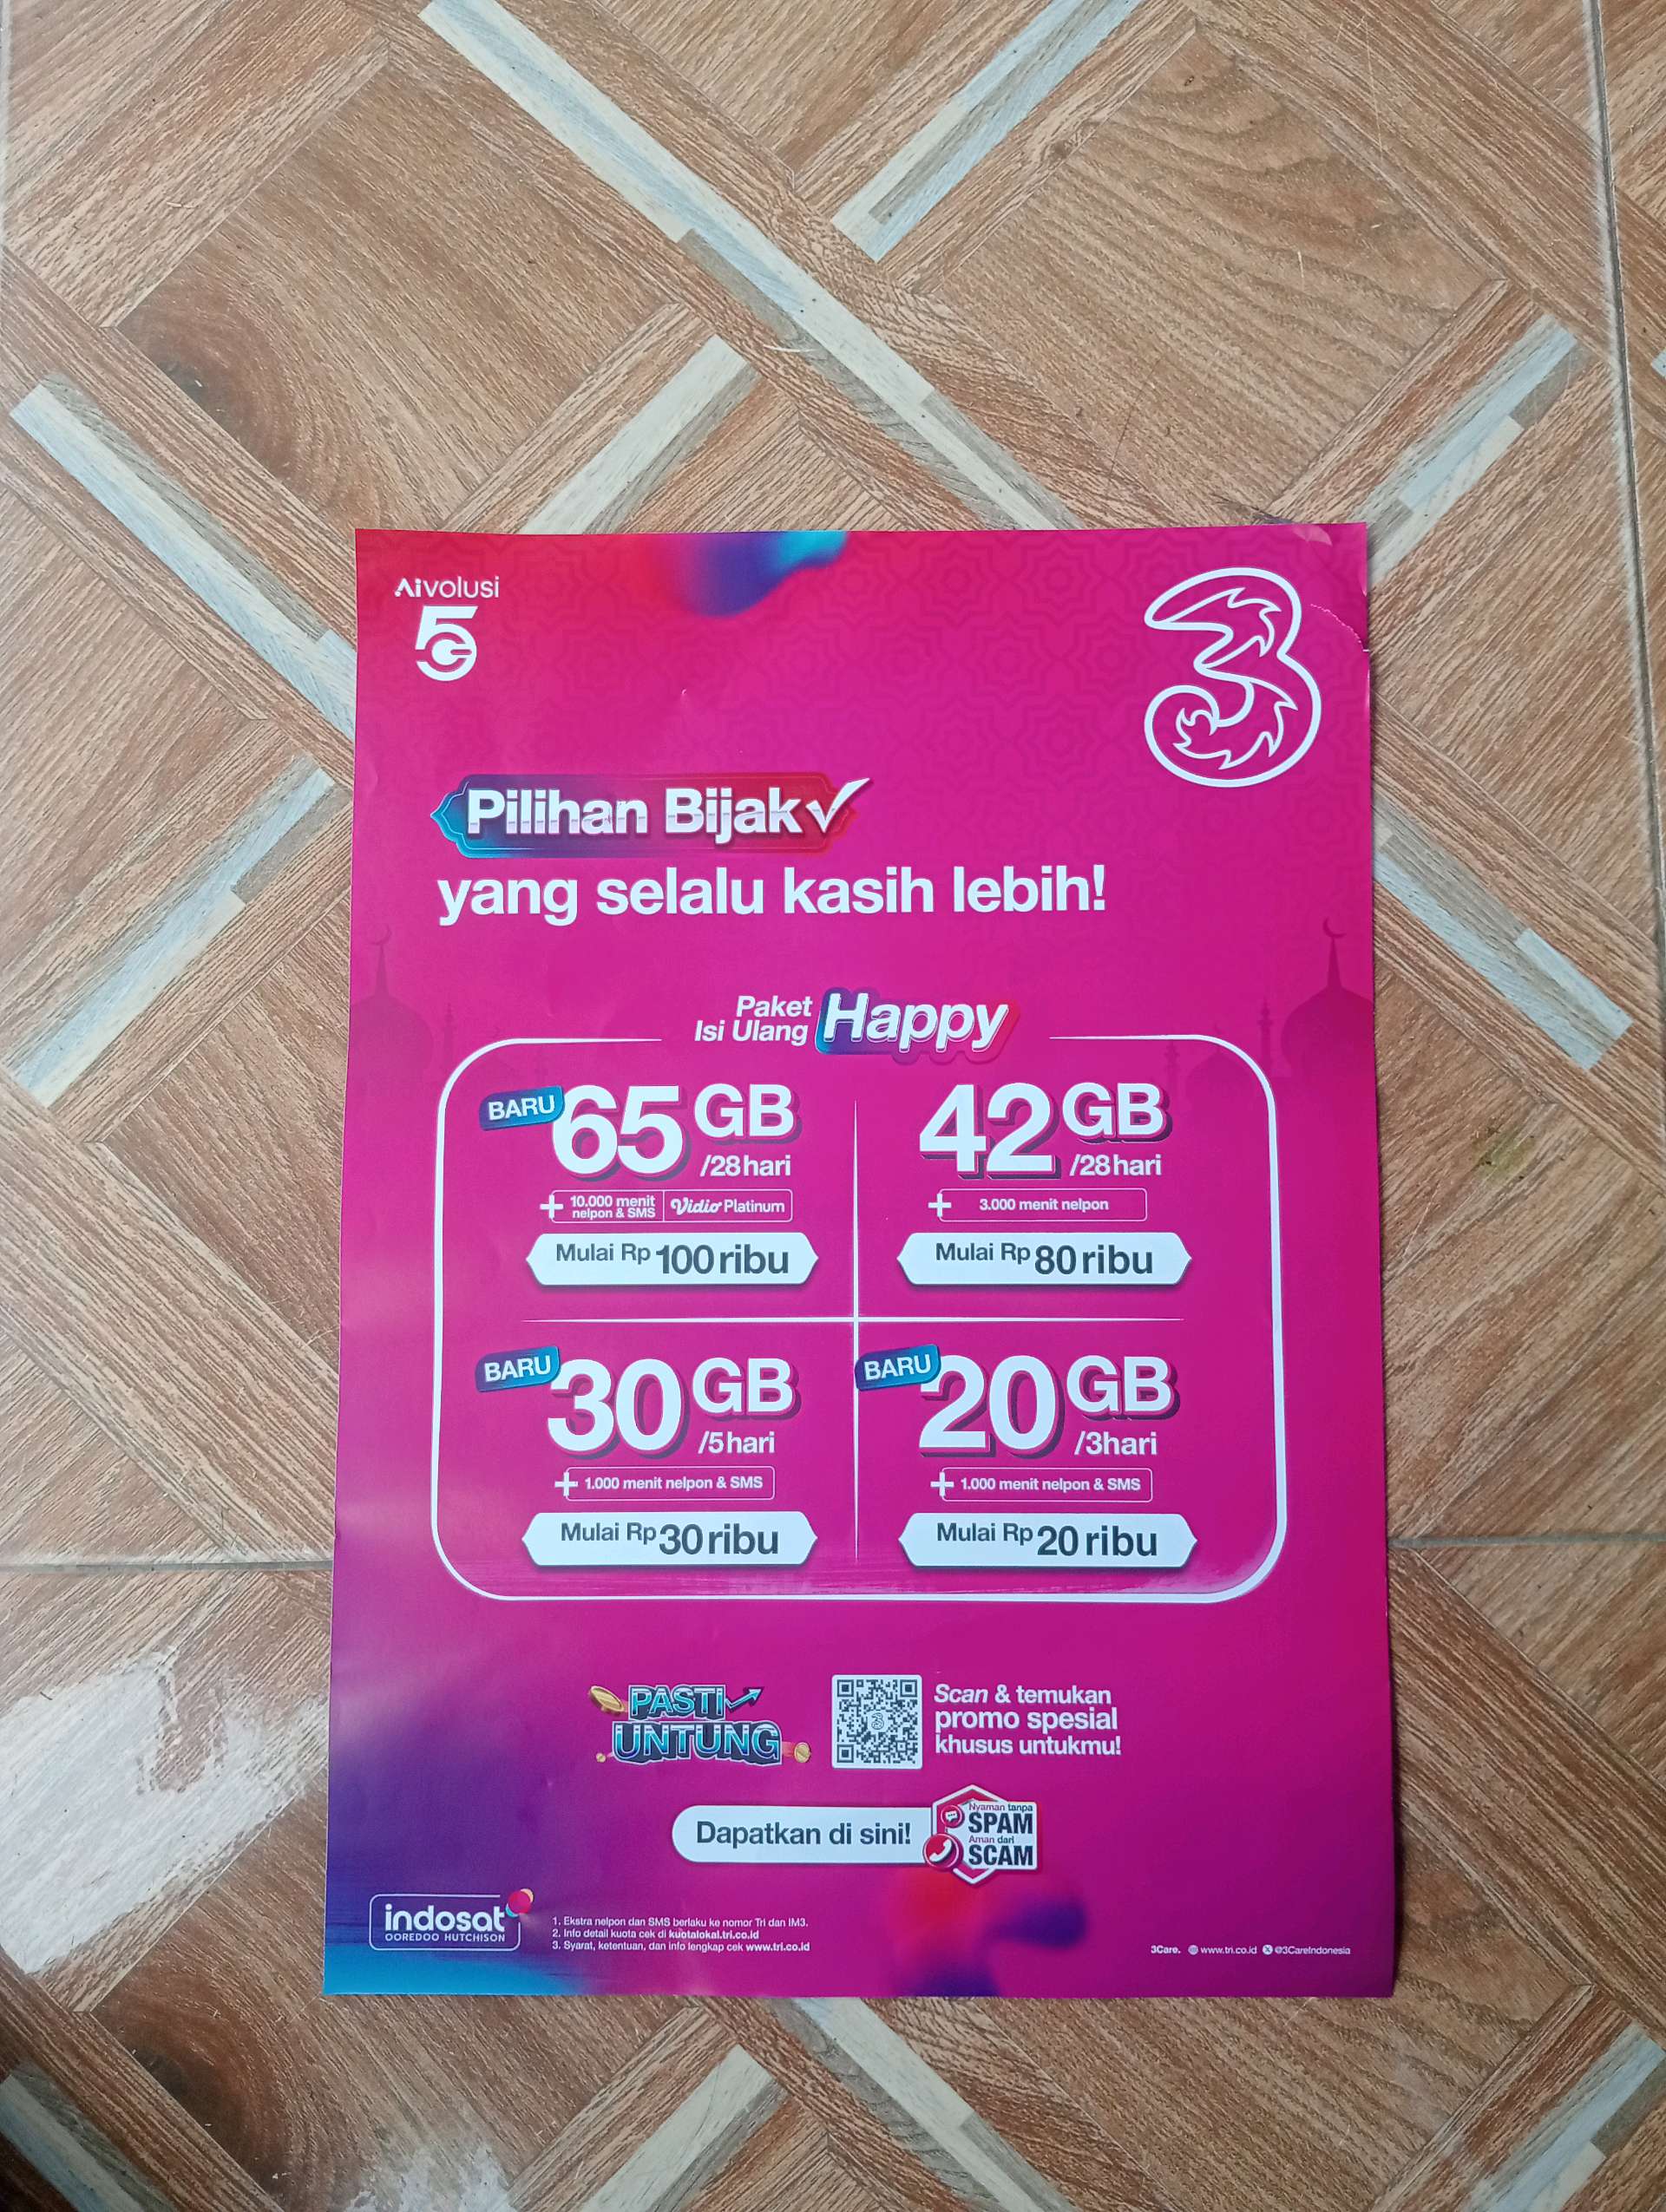 Aivolusi
5G
3
Pilihan Bijak✓
yang selalu kasih lebih!
Paket
Isi Ulang
Happy
BARU
65 GB
/28 hari
+ 10.000 menit
nelpon & SMS
Vidio Platinum
Mulai Rp 100 ribu
42 GB
/28 hari
+ 3.000 menit nelpon
Mulai Rp 80 ribu
BARU
30 GB
/5 hari
+ 1.000 menit nelpon & SMS
Mulai Rp 30 ribu
BARU
20 GB
/3 hari
+ 1.000 menit nelpon & SMS
Mulai Rp 20 ribu
PASTI
UNTUNG
Scan & temukan
promo spesial
khusus untukmu!
Dapatkan di sini!
Nyaman tanpa
SPAM
Aman dari
SCAM
indosat
OOREDOO HUTCHISON
1. Ekstra nelpon dan SMS berlaku ke nomor Tri dan IM3.
2. Info detail kuota cek di kuotalokal.tri.co.id
3. Syarat, ketentuan, dan info lengkap cek www.tri.co.id
3Care. www.tri.co.id @3CareIndonesia